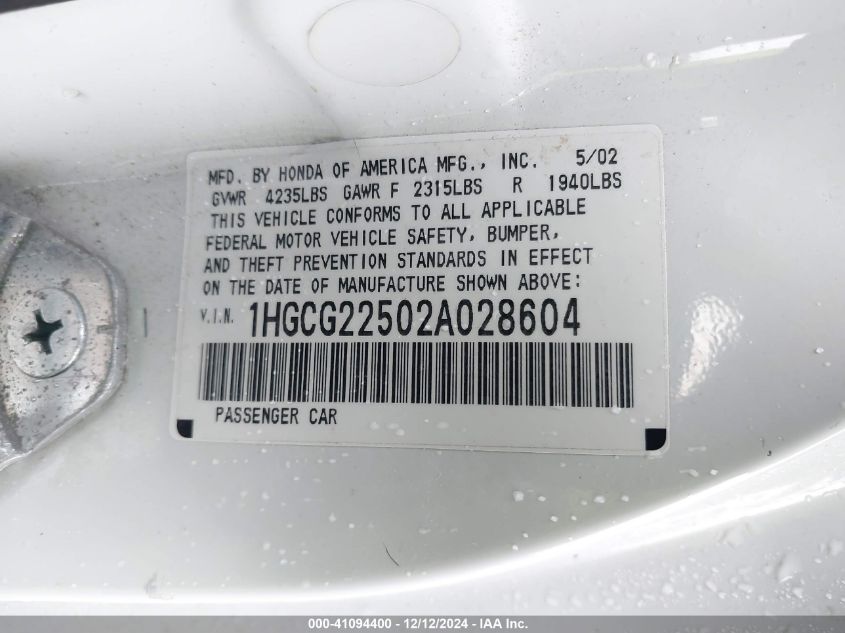 MFD. BY HONDA OF AMERICA MFG., INC. 5/02
GVWR 4235LBS GAWR F 2315LBS R 1940LBS
THIS VEHICLE CONFORMS TO ALL APPLICABLE
FEDERAL MOTOR VEHICLE SAFETY, BUMPER,
AND THEFT PREVENTION STANDARDS IN EFFECT
ON THE DATE OF MANUFACTURE SHOWN ABOVE:
V.I.N. 1HGCG22502A028604
PASSENGER CAR
000-41094400 - 12/12/2024 - IAA Inc.